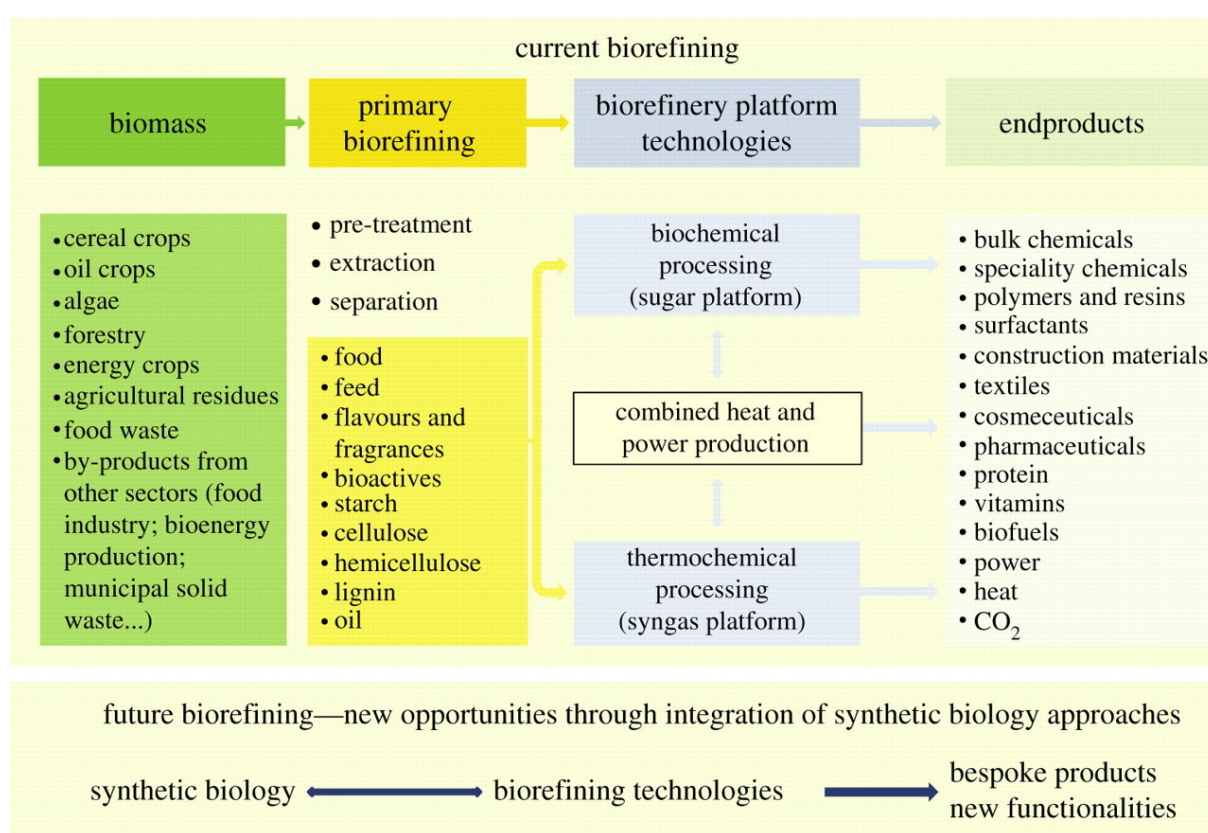 current biorefining
biomass
primary
biorefining
biorefinery platform
technologies
endproducts
• cereal crops
• oil crops
• algae
• forestry
• energy crops
• agricultural residues
• food waste
• by-products from
other sectors (food
industry; bioenergy
production;
municipal solid
waste...)
• pre-treatment
• extraction
• separation
• food
• feed
• flavours and
fragrances
• bioactives
• starch
• cellulose
• hemicellulose
• lignin
• oil
biochemical
processing
(sugar platform)
combined heat and
power production
thermochemical
processing
(syngas platform)
• bulk chemicals
• speciality chemicals
• polymers and resins
• surfactants
• construction materials
• textiles
• cosmeceuticals
• pharmaceuticals
• protein
• vitamins
• biofuels
• power
• heat
• CO2
future biorefining—new opportunities through integration of synthetic biology approaches
synthetic biology
biorefining technologies
bespoke products
new functionalities